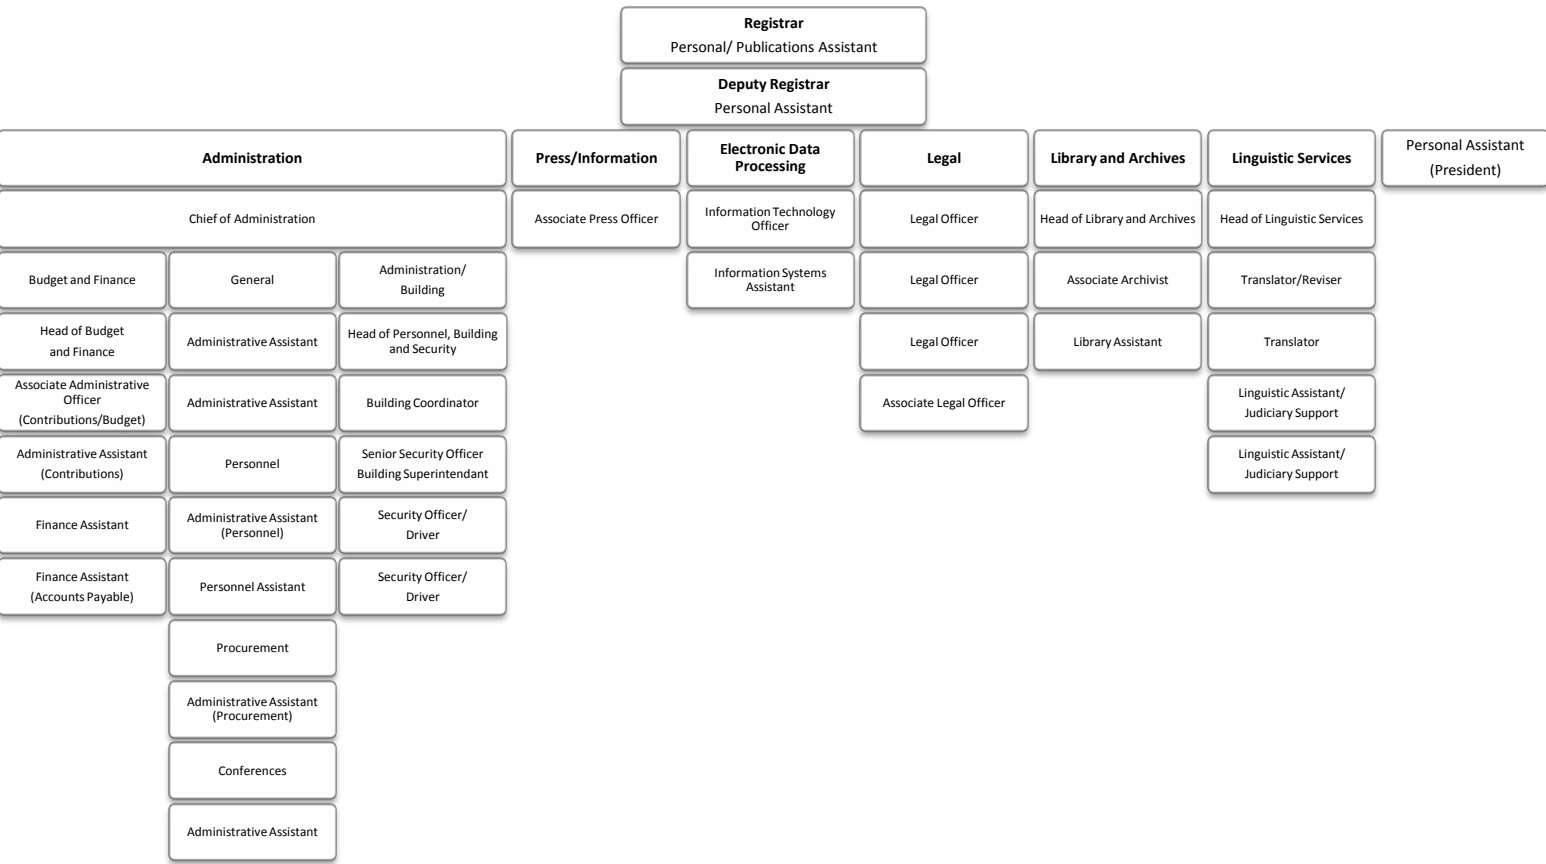 Registrar
Personal/ Publications Assistant
Deputy Registrar
Personal Assistant
Administration
Press/Information
Electronic Data
Processing
Legal
Library and Archives
Linguistic Services
Personal Assistant
(President)
Chief of Administration
Associate Press Officer
Information Technology
Officer
Legal Officer
Head of Library and Archives
Head of Linguistic Services
Budget and Finance
General
Administration/
Building
Information Systems
Assistant
Legal Officer
Associate Archivist
Translator/Reviser
Head of Budget
and Finance
Administrative Assistant
Head of Personnel, Building
and Security
Legal Officer
Library Assistant
Translator
Associate Administrative
Officer
(Contributions/Budget)
Administrative Assistant
Building Coordinator
Associate Legal Officer
Linguistic Assistant/
Judiciary Support
Administrative Assistant
(Contributions)
Personnel
Senior Security Officer
Building Superintendant
Linguistic Assistant/
Judiciary Support
Finance Assistant
Administrative Assistant
(Personnel)
Security Officer/
Driver
Finance Assistant
(Accounts Payable)
Personnel Assistant
Security Officer/
Driver
Procurement
Administrative Assistant
(Procurement)
Conferences
Administrative Assistant